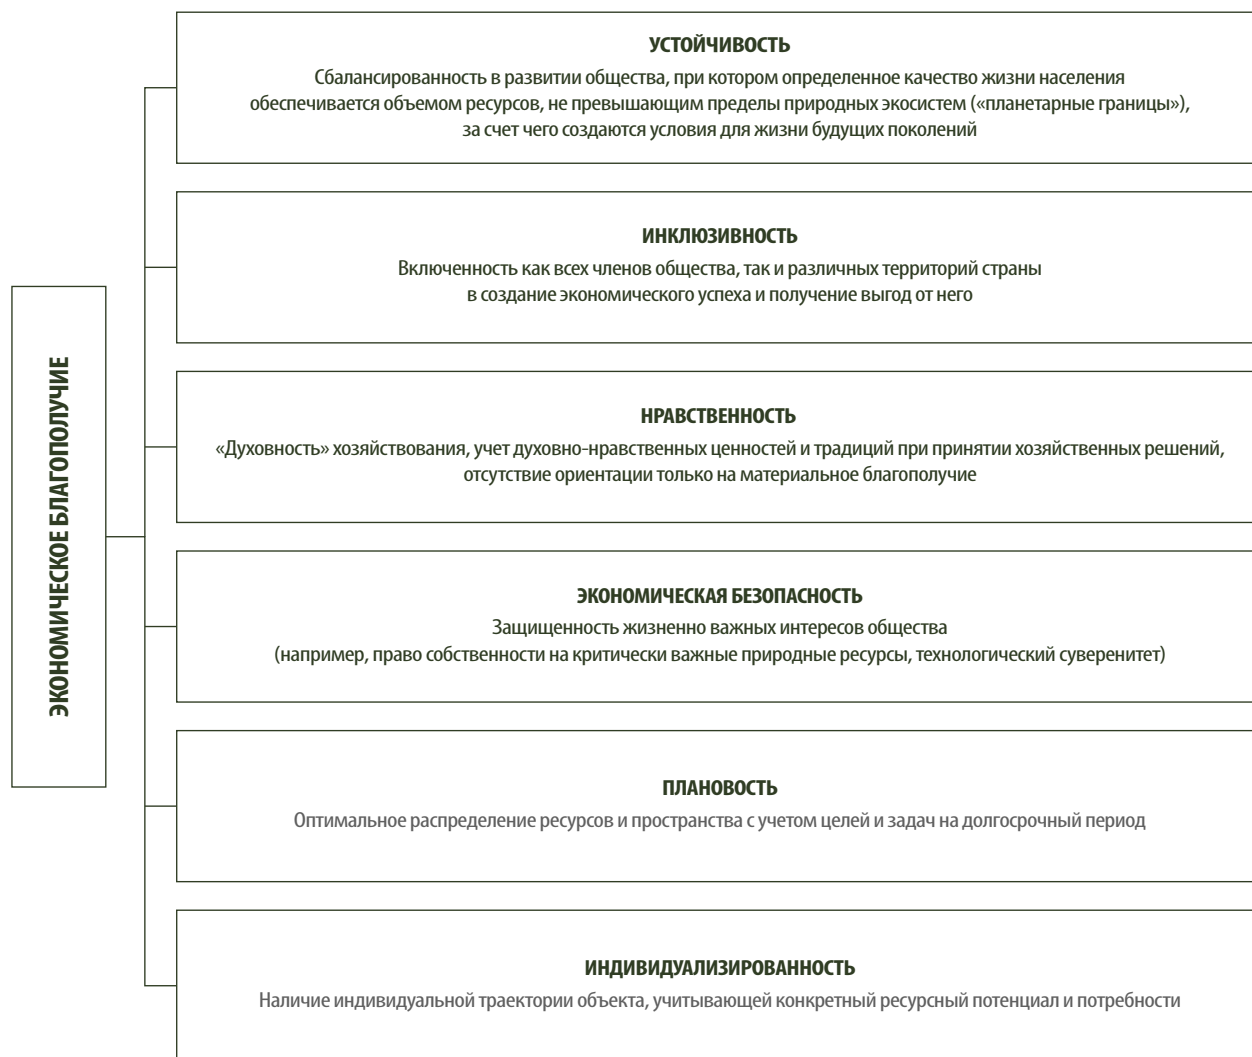 ЭКОНОМИЧЕСКОЕ БЛАГОПОЛУЧИЕ
УСТОЙЧИВОСТЬ
Сбалансированность в развитии общества, при котором определенное качество жизни населения
обеспечивается объемом ресурсов, не превышающим пределы природных экосистем («планетарные границы»),
за счет чего создаются условия для жизни будущих поколений
ИНКЛЮЗИВНОСТЬ
Включенность как всех членов общества, так и различных территорий страны
в создание экономического успеха и получение выгод от него
НРАВСТВЕННОСТЬ
«Духовность» хозяйствования, учет духовно-нравственных ценностей и традиций при принятии хозяйственных решений,
отсутствие ориентации только на материальное благополучие
ЭКОНОМИЧЕСКАЯ БЕЗОПАСНОСТЬ
Защищенность жизненно важных интересов общества
(например, право собственности на критически важные природные ресурсы, технологический суверенитет)
ПЛАНОВОСТЬ
Оптимальное распределение ресурсов и пространства с учетом целей и задач на долгосрочный период
ИНДИВИДУАЛИЗИРОВАННОСТЬ
Наличие индивидуальной траектории объекта, учитывающей конкретный ресурсный потенциал и потребности